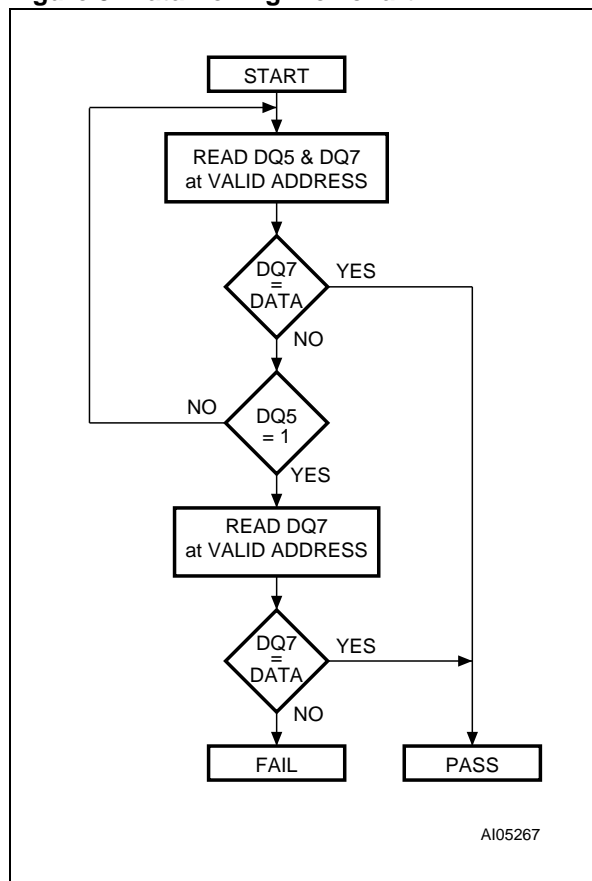 START
READ DQ5 & DQ7
at VALID ADDRESS
DQ7
=
DATA
YES
NO
NO
DQ5
= 1
YES
READ DQ7
at VALID ADDRESS
DQ7
=
DATA
YES
NO
FAIL
PASS
AI05267